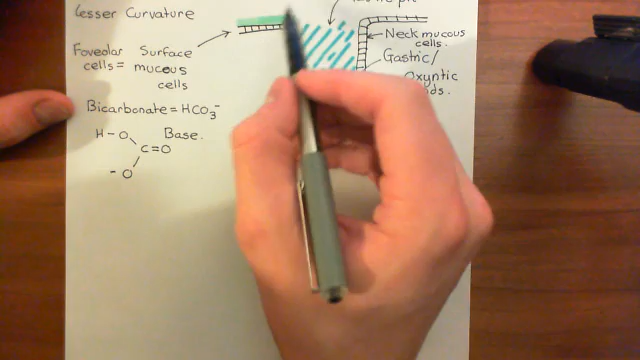 Lesser Curvature
Foveolar Surface
cells = mucous
cells
Bicarbonate = HCO₃⁻
Base.
H-O
C=O
-O
Neck mucous
cells.
Gastric/
Oxyntic